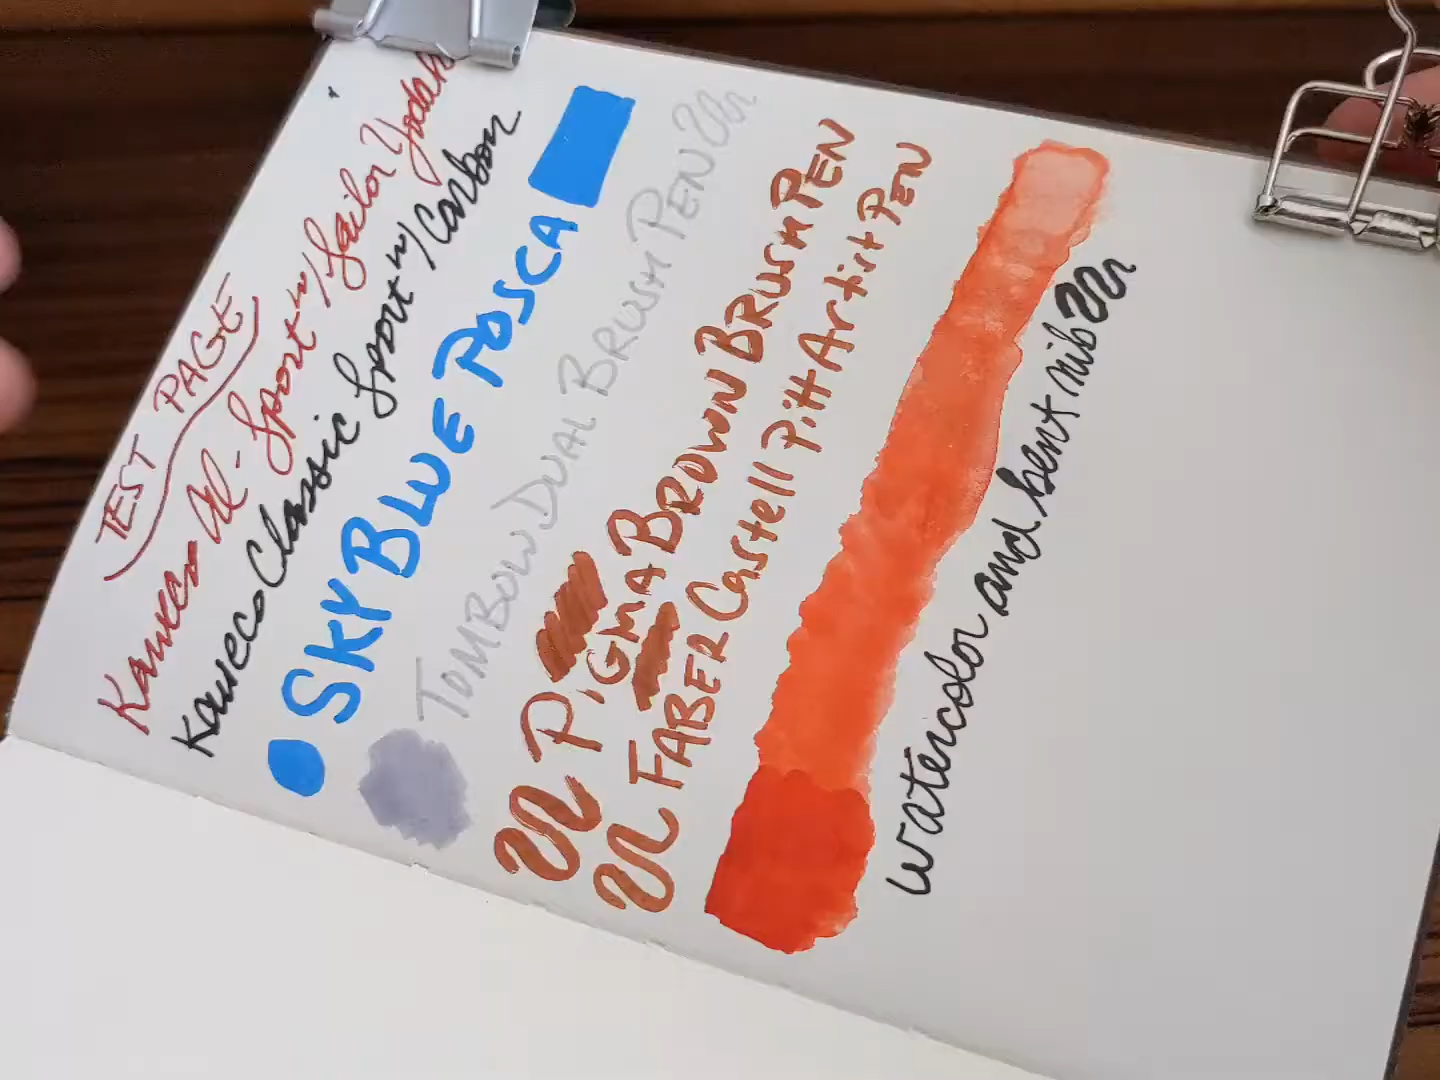 TEST PAGE
Kaweco AL-Sport w/ Sailor Yodaki
Kaweco Classic Sport w/ Carbon
SKY BLUE POSCA
TOMBOW DUAL BRUSH PEN
PiGMA BROWN BRUSH PEN
FABER CASTELL PITT ARTIST PEN
watercolor and bent nib